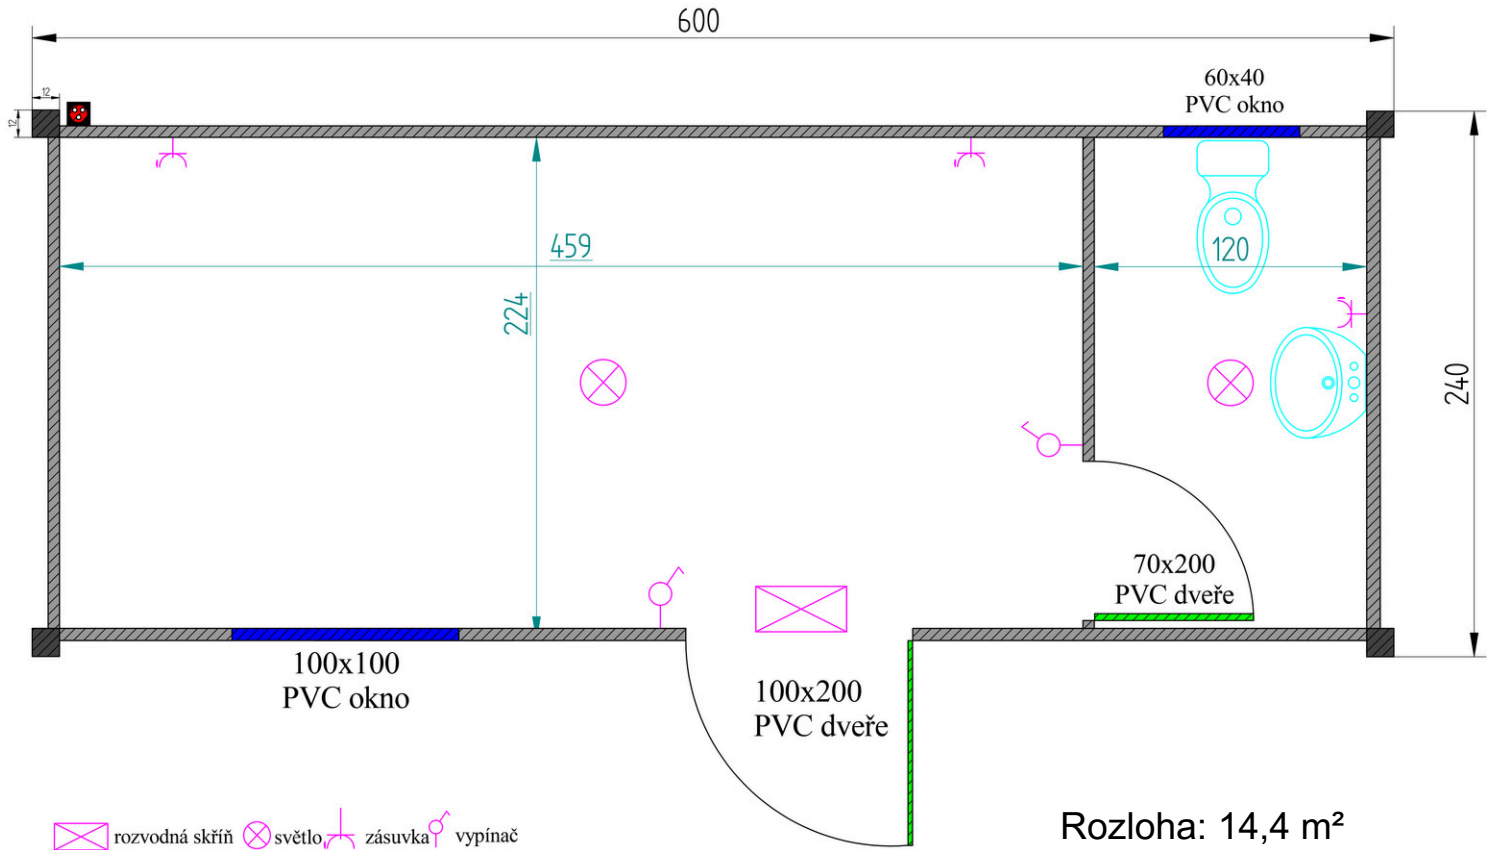 600
60x40
PVC okno
12
12
459
120
224
240
70x200
PVC dveře
100x100
PVC okno
100x200
PVC dveře
rozvodná skříň světlo zásuvka vypínač
Rozloha: 14,4 m²